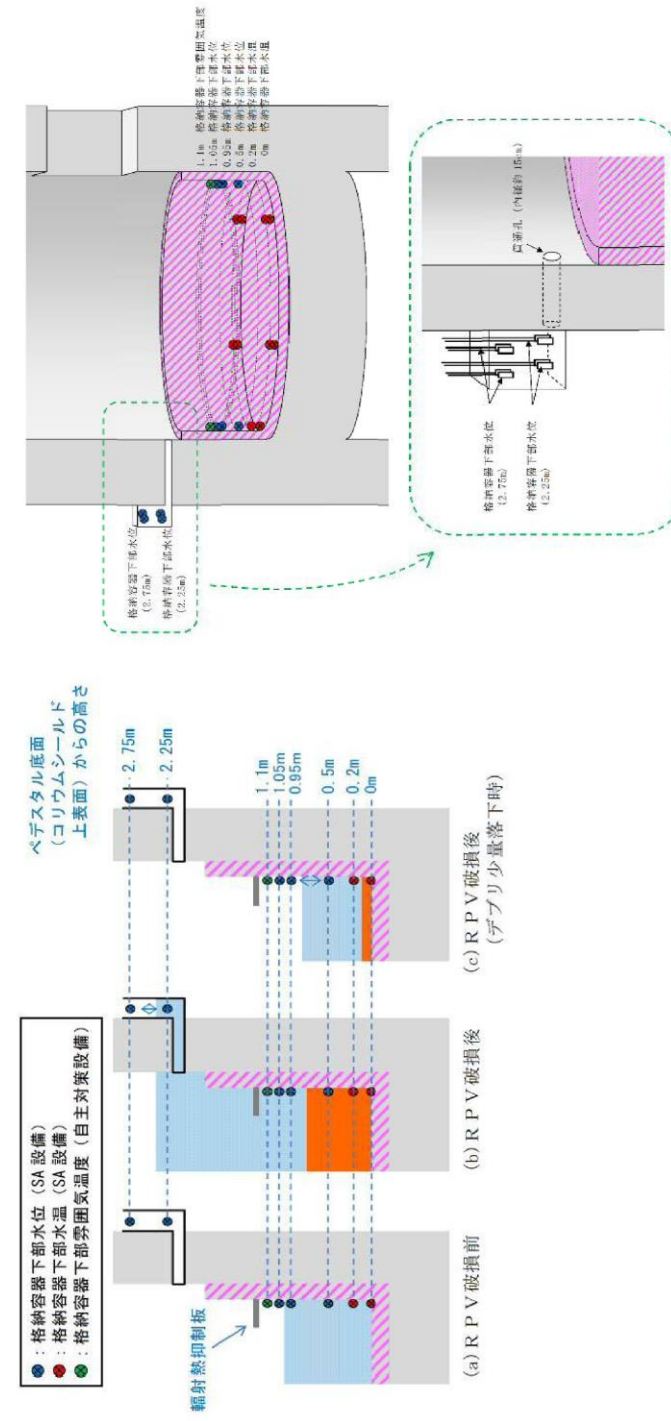 ：格納容器下部水位（SA設備）
：格納容器下部水温（SA設備）
：格納容器下部雰囲気温度（自主対策設備）
ペデスタル底面
（コリウムシールド
上表面）からの高さ
2.75m
2.25m
1.1m
1.05m
0.95m
0.5m
0.2m
0m
輻射熱抑制板
(a)ＲＰＶ破損前
(b)ＲＰＶ破損後
(c)ＲＰＶ破損後
（デブリ少量落下時）
格納容器下部水位
(2.75m)
格納容器下部水位
(2.25m)
1.1m 格納容器下部雰囲気温度
1.05m 格納容器下部水位
0.95m 格納容器下部水位
0.5m 格納容器下部水位
0.2m 格納容器下部水温
0m 格納容器下部水温
格納容器下部水位
(2.75m)
格納容器下部水位
(2.25m)
貫通孔（内径約15cm）